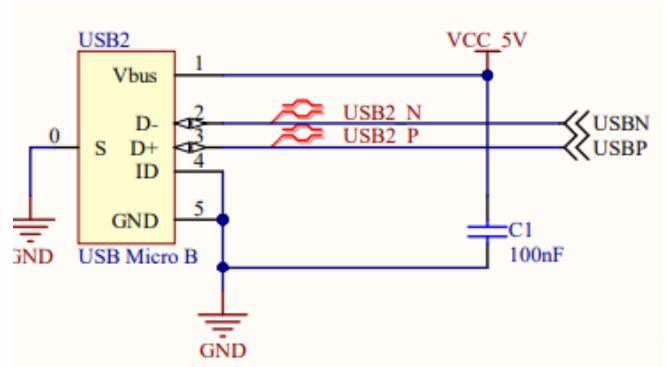 USB2
VCC_5V
Vbus
1
D-
2
USB2_N
USBN
0
S
D+
3
USB2_P
USBP
ID
4
GND
5
GND
USB Micro B
C1
100nF
GND